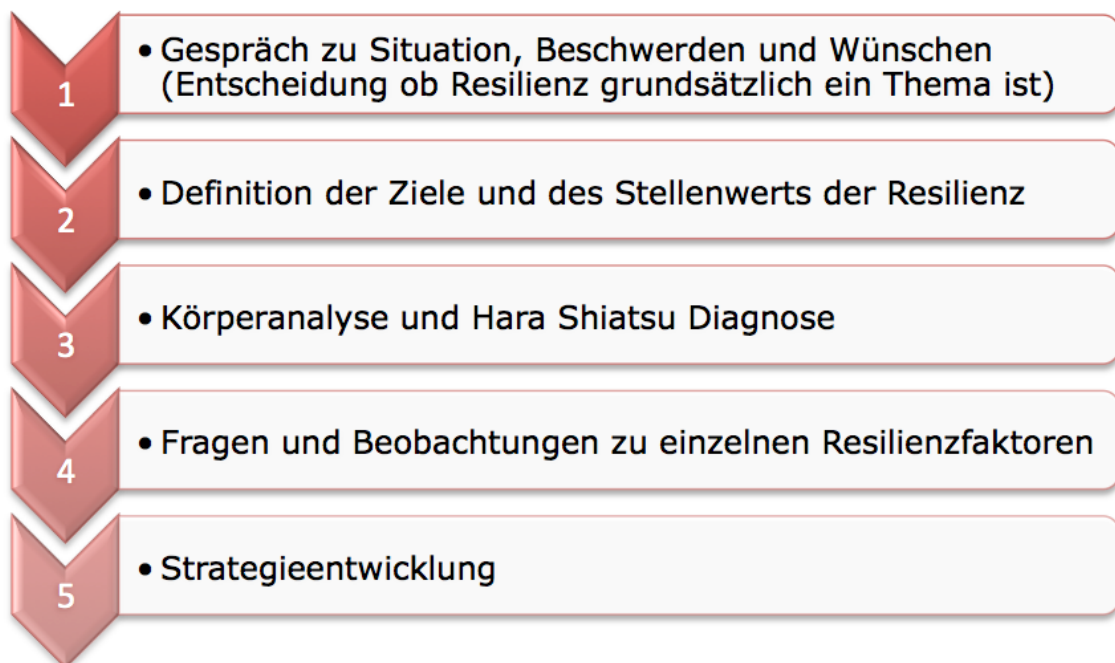 1
• Gespräch zu Situation, Beschwerden und Wünschen
(Entscheidung ob Resilienz grundsätzlich ein Thema ist)
2
• Definition der Ziele und des Stellenwerts der Resilienz
3
• Körperanalyse und Hara Shiatsu Diagnose
4
• Fragen und Beobachtungen zu einzelnen Resilienzfaktoren
5
• Strategieentwicklung